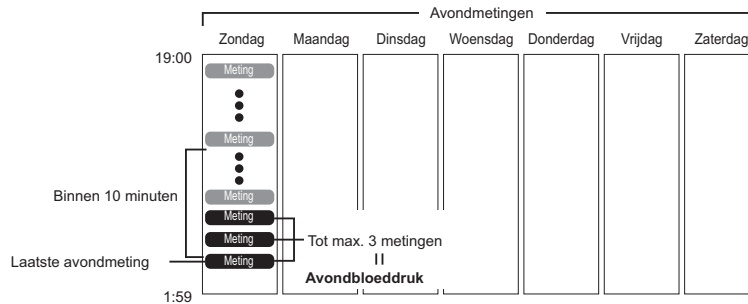 Avondmetingen
Zondag Maandag Dinsdag Woensdag Donderdag Vrijdag Zaterdag
19:00
Meting
Meting
Binnen 10 minuten
Meting
Meting
Meting
Tot max. 3 metingen
Laatste avondmeting
Meting
=
Avondbloeddruk
1:59